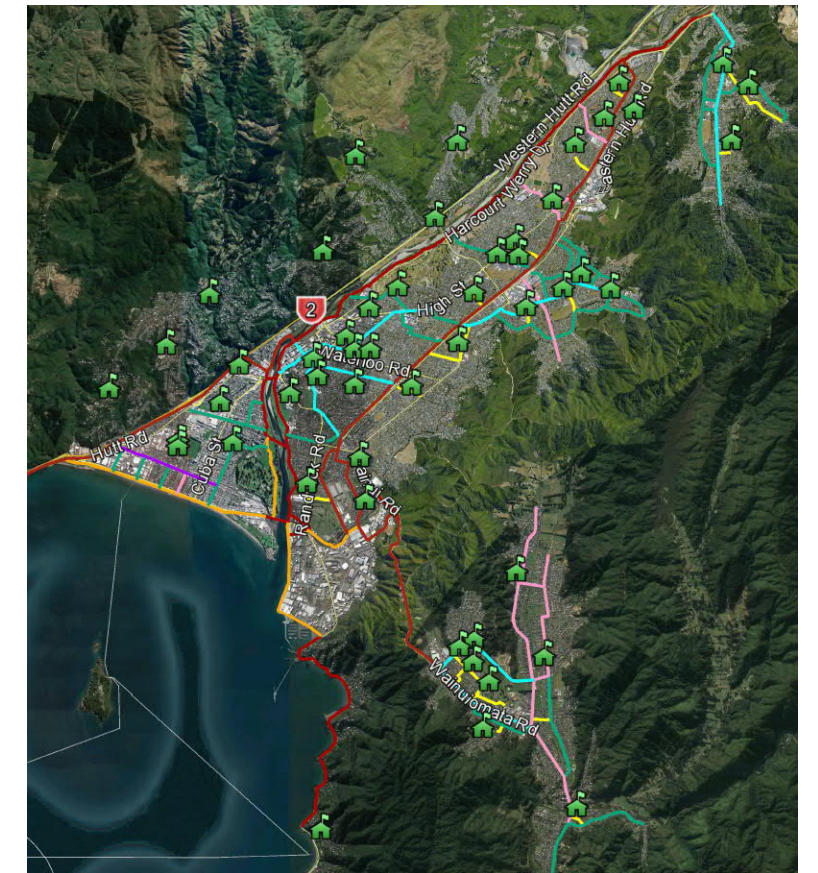 Western Hutt Rd
Eastern Hutt Rd
Harcourt Werry Dr
2
High St
Waterloo Rd
Hutt Rd
Cuba St
Randwick Rd
Wainuiomata Rd